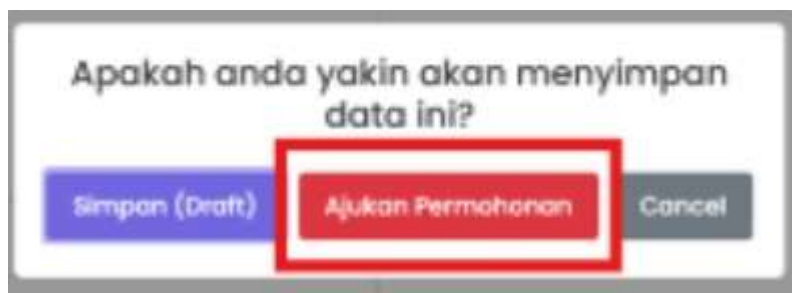 Apakah anda yakin akan menyimpan
data ini?
Simpan (Draft) Ajukan Permohonan Cancel